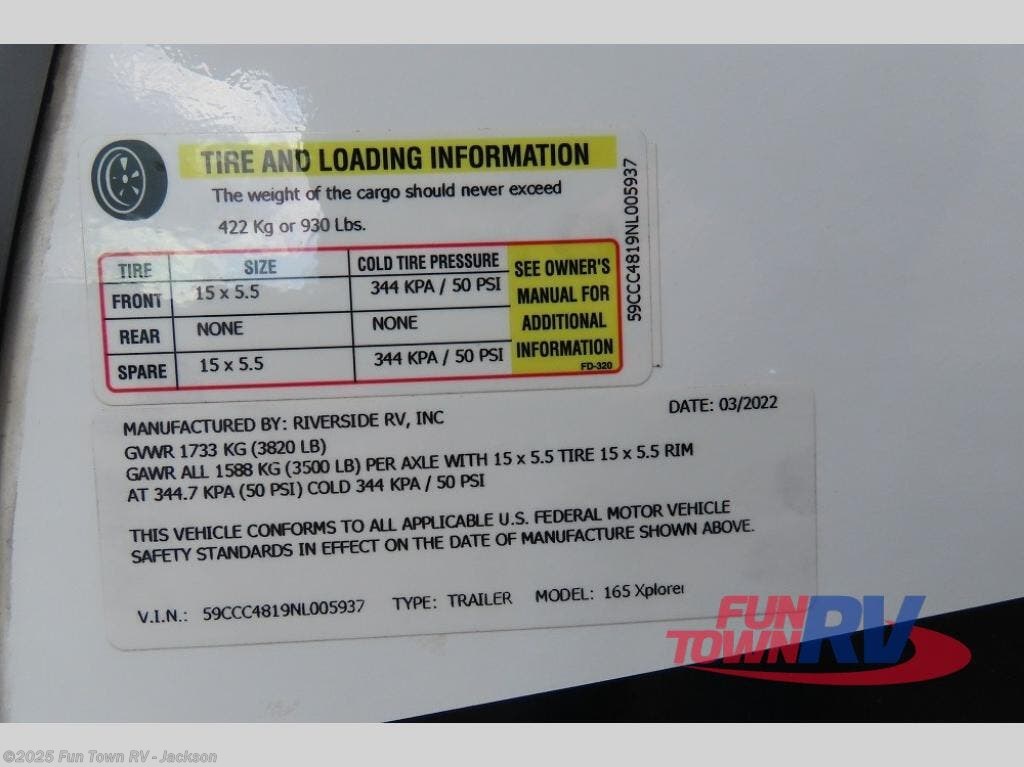 TIRE AND LOADING INFORMATION
The weight of the cargo should never exceed
422 Kg or 930 Lbs.
TIRE SIZE COLD TIRE PRESSURE
FRONT 15 x 5.5 344 KPA / 50 PSI
REAR NONE NONE
SPARE 15 x 5.5 344 KPA / 50 PSI
SEE OWNER'S
MANUAL FOR
ADDITIONAL
INFORMATION
FD-320
59CCC4819NL005937
MANUFACTURED BY: RIVERSIDE RV, INC DATE: 03/2022
GVWR 1733 KG (3820 LB)
GAWR ALL 1588 KG (3500 LB) PER AXLE WITH 15 x 5.5 TIRE 15 x 5.5 RIM
AT 344.7 KPA (50 PSI) COLD 344 KPA / 50 PSI
THIS VEHICLE CONFORMS TO ALL APPLICABLE U.S. FEDERAL MOTOR VEHICLE
SAFETY STANDARDS IN EFFECT ON THE DATE OF MANUFACTURE SHOWN ABOVE.
V.I.N.: 59CCC4819NL005937 TYPE: TRAILER MODEL: 165 Xplorer
FUN
TOWN RV
©2025 Fun Town RV - Jackson